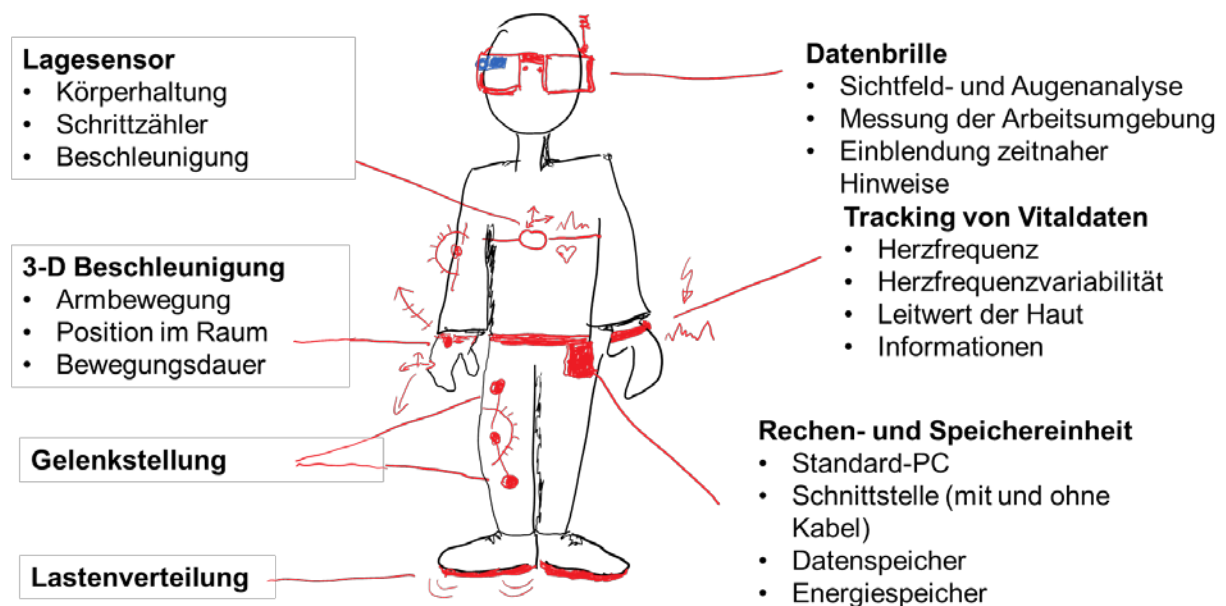 Lagesensor
• Körperhaltung
• Schrittzähler
• Beschleunigung
3-D Beschleunigung
• Armbewegung
• Position im Raum
• Bewegungsdauer
Gelenkstellung
Lastenverteilung
Datenbrille
• Sichtfeld- und Augenanalyse
• Messung der Arbeitsumgebung
• Einblendung zeitnaher
Hinweise
Tracking von Vitaldaten
• Herzfrequenz
• Herzfrequenzvariabilität
• Leitwert der Haut
• Informationen
Rechen- und Speichereinheit
• Standard-PC
• Schnittstelle (mit und ohne
Kabel)
• Datenspeicher
• Energiespeicher